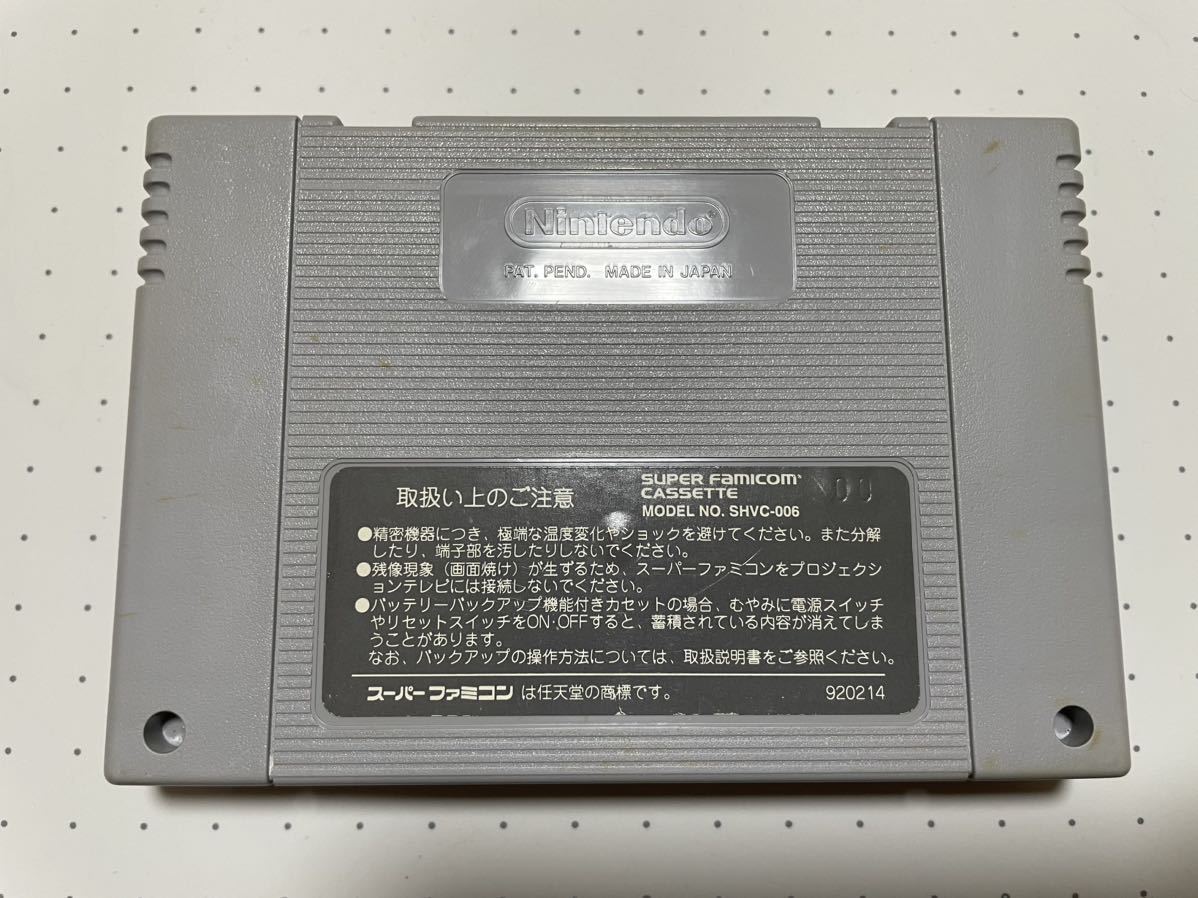 Nintendo®
PAT. PEND. MADE IN JAPAN
取扱い上のご注意
SUPER FAMICOM
CASSETTE
MODEL NO. SHVC-006
00
●精密機器につき、極端な温度変化やショックを避けてください。また分解
したり、端子部を汚したりしないでください。
●残像現象（画面焼け）が生ずるため、スーパーファミコンをプロジェクシ
ョンテレビには接続しないでください。
●バッテリーバックアップ機能付きカセットの場合、むやみに電源スイッチ
やリセットスイッチをON・OFFすると、蓄積されている内容が消えてしま
うことがあります。
なお、バックアップの操作方法については、取扱説明書をご参照ください。
スーパーファミコンは任天堂の商標です。 920214